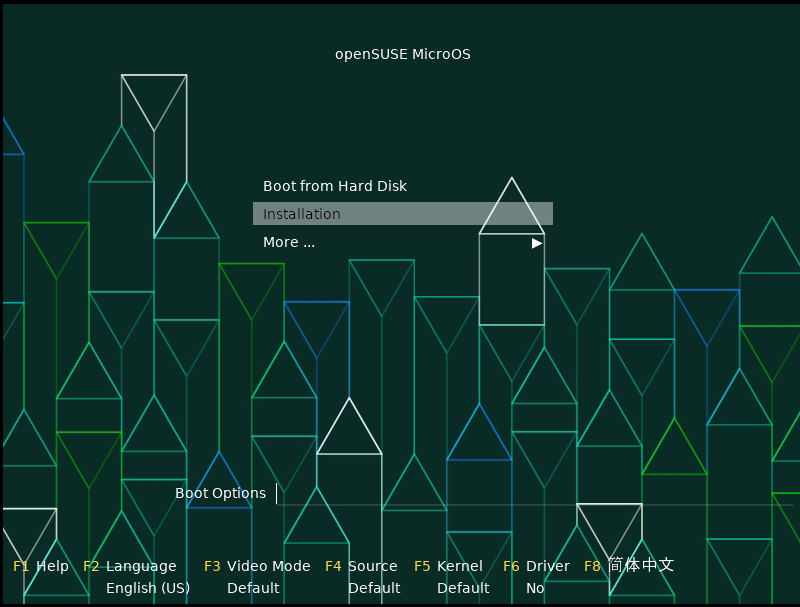 openSUSE MicroOS
Boot from Hard Disk
Installation
More ...
Boot Options
F1 Help F2 Language F3 Video Mode F4 Source F5 Kernel F6 Driver F8 简体中文
English (US) Default Default Default No